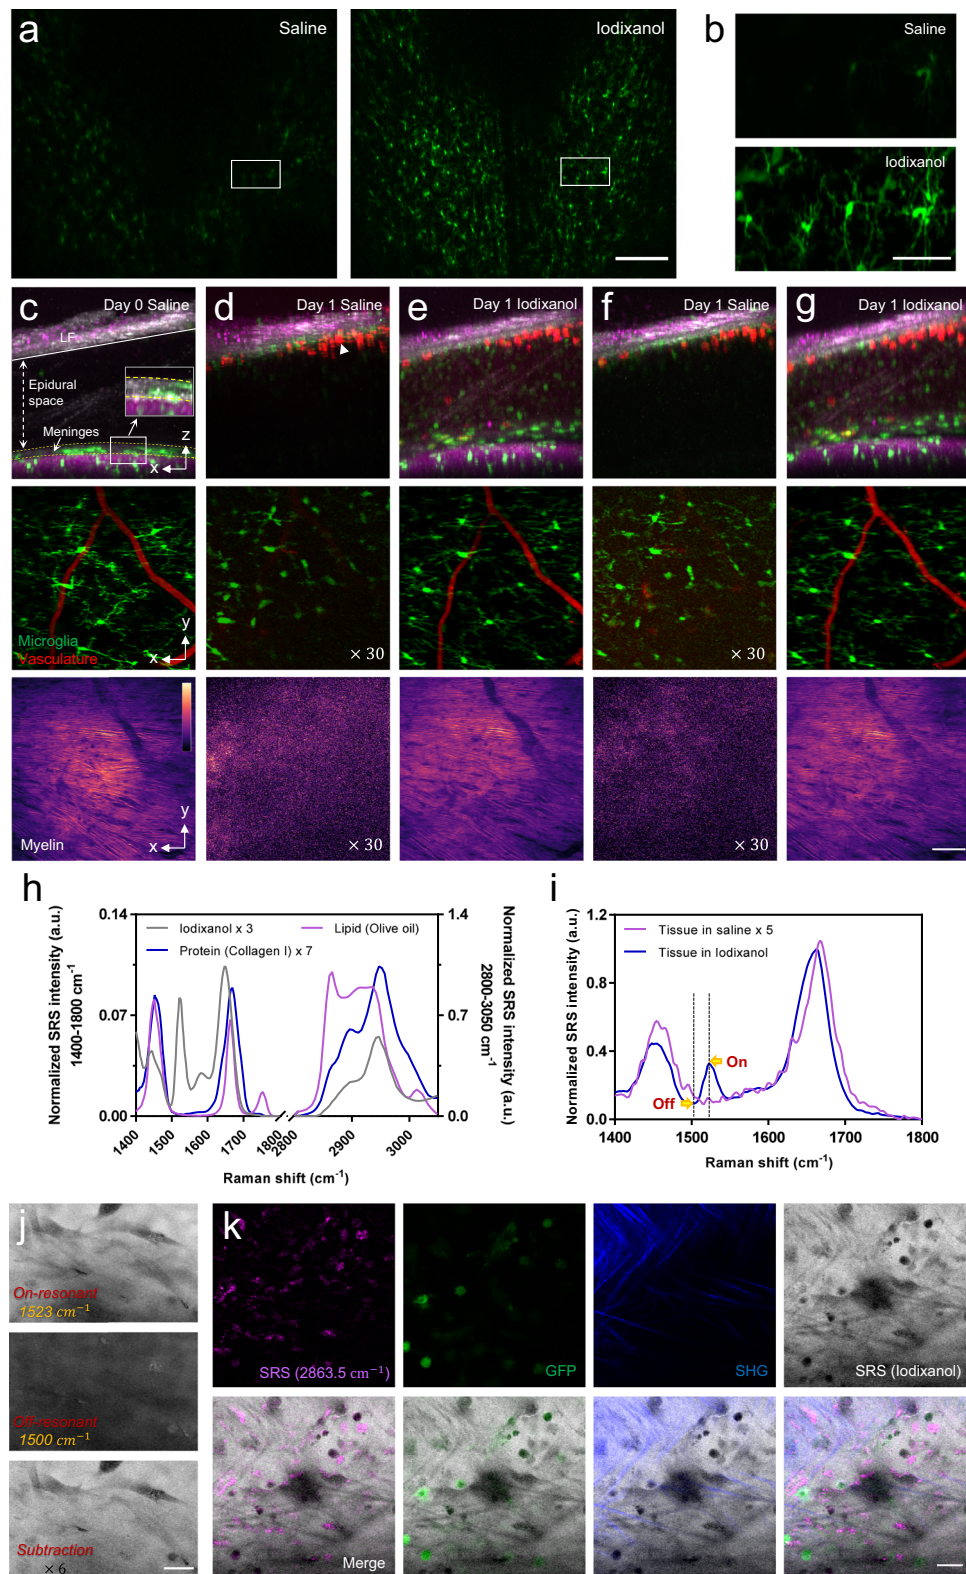 a
Saline
Iodixanol
b
Saline
Iodixanol
c
Day 0 Saline
LF
Epidural
space
Meninges
z
x
d
Day 1 Saline
e
Day 1 Iodixanol
f
Day 1 Saline
g
Day 1 Iodixanol
Microglia
Vasculature
y
x
× 30
× 30
Myelin
y
x
× 30
× 30
h
Normalized SRS intensity (a.u.)
1400-1800 cm⁻¹
0.14
0.07
0.00
Iodixanol x 3
Lipid (Olive oil)
Protein (Collagen I) x 7
1.4
0.7
0.0
Normalized SRS intensity (a.u.)
2800-3050 cm⁻¹
1400
1500
1600
1700
1800
2800
2900
3000
Raman shift (cm⁻¹)
i
Normalized SRS intensity (a.u.)
1.2
0.8
0.4
0.0
Tissue in saline x 5
Tissue in Iodixanol
On
Off
1400
1500
1600
1700
1800
Raman shift (cm⁻¹)
j
On-resonant
1523 cm⁻¹
Off-resonant
1500 cm⁻¹
Subtraction
× 6
k
SRS (2863.5 cm⁻¹)
GFP
SHG
SRS (Iodixanol)
Merge